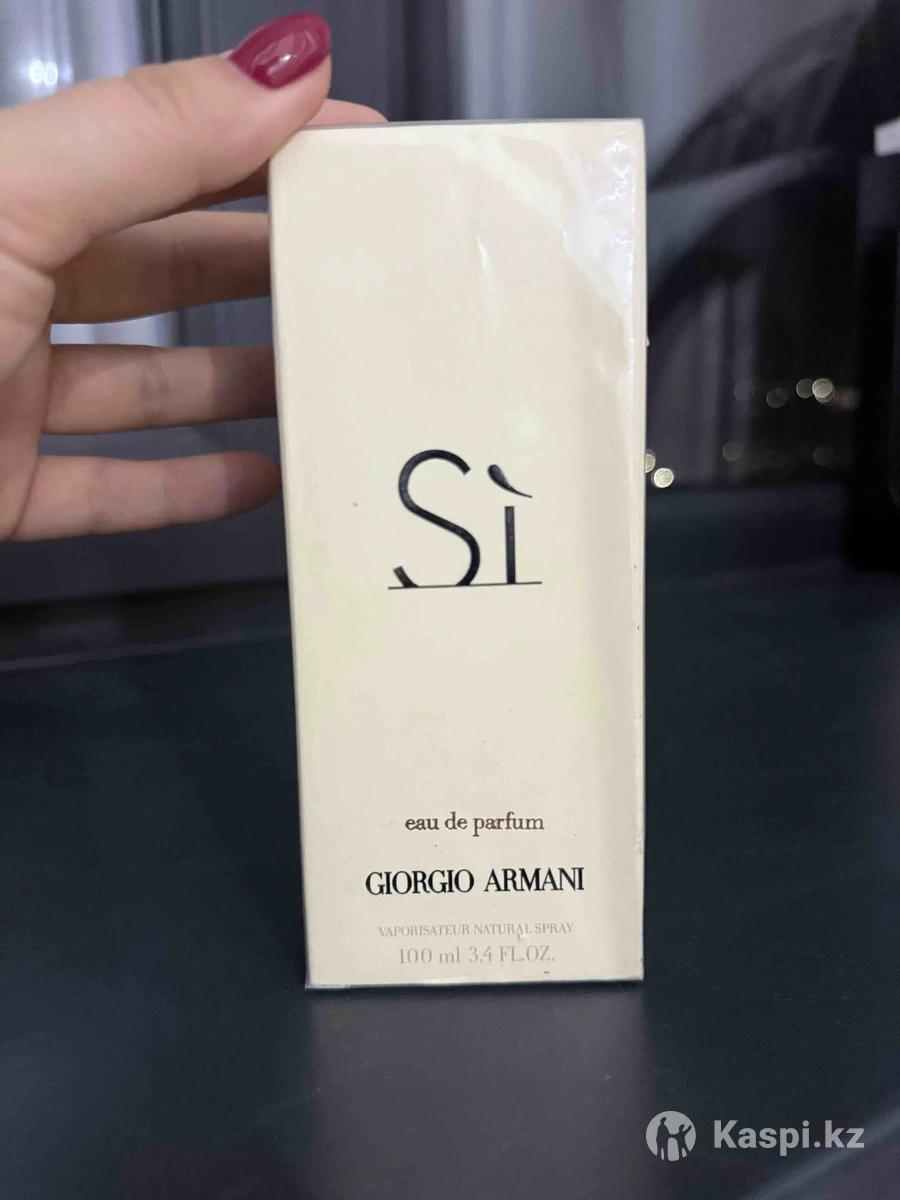 Sì
eau de parfum
GIORGIO ARMANI
VAPORISATEUR NATURAL SPRAY
100 ml 3.4 FL.OZ.
Kaspi.kz